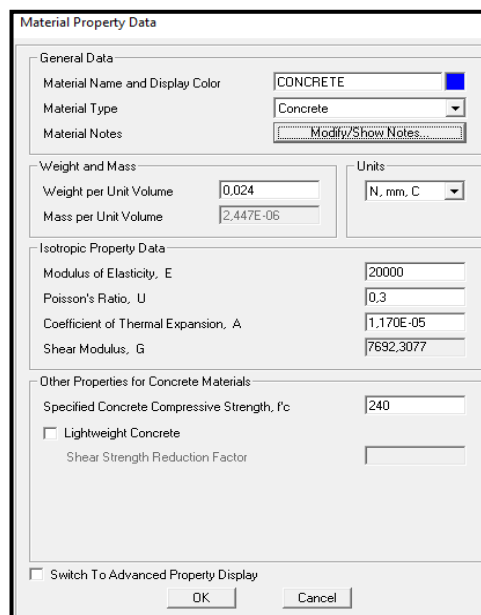 Material Property Data
General Data
Material Name and Display Color CONCRETE
Material Type Concrete
Material Notes Modify/Show Notes...
Weight and Mass
Weight per Unit Volume 0,024
Mass per Unit Volume 2,447E-06
Units
N, mm, C
Isotropic Property Data
Modulus of Elasticity, E 20000
Poisson's Ratio, U 0,3
Coefficient of Thermal Expansion, A 1,170E-05
Shear Modulus, G 7692,3077
Other Properties for Concrete Materials
Specified Concrete Compressive Strength, f'c 240
Lightweight Concrete
Shear Strength Reduction Factor
Switch To Advanced Property Display
OK Cancel